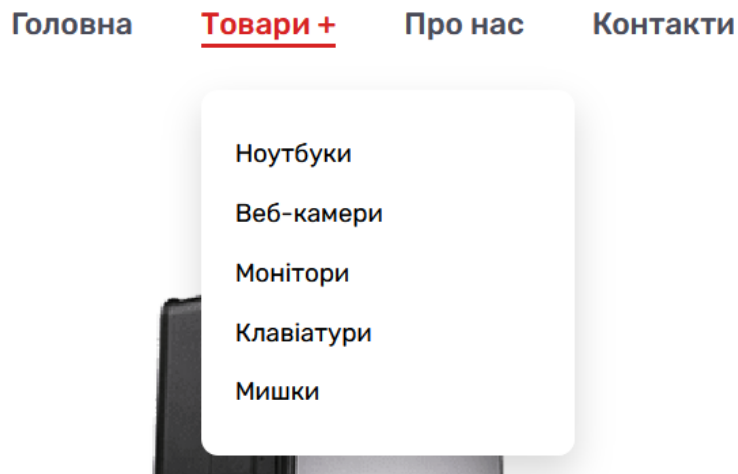 Головна Товари + Про нас Контакти
Ноутбуки
Веб-камери
Монітори
Клавіатури
Мишки